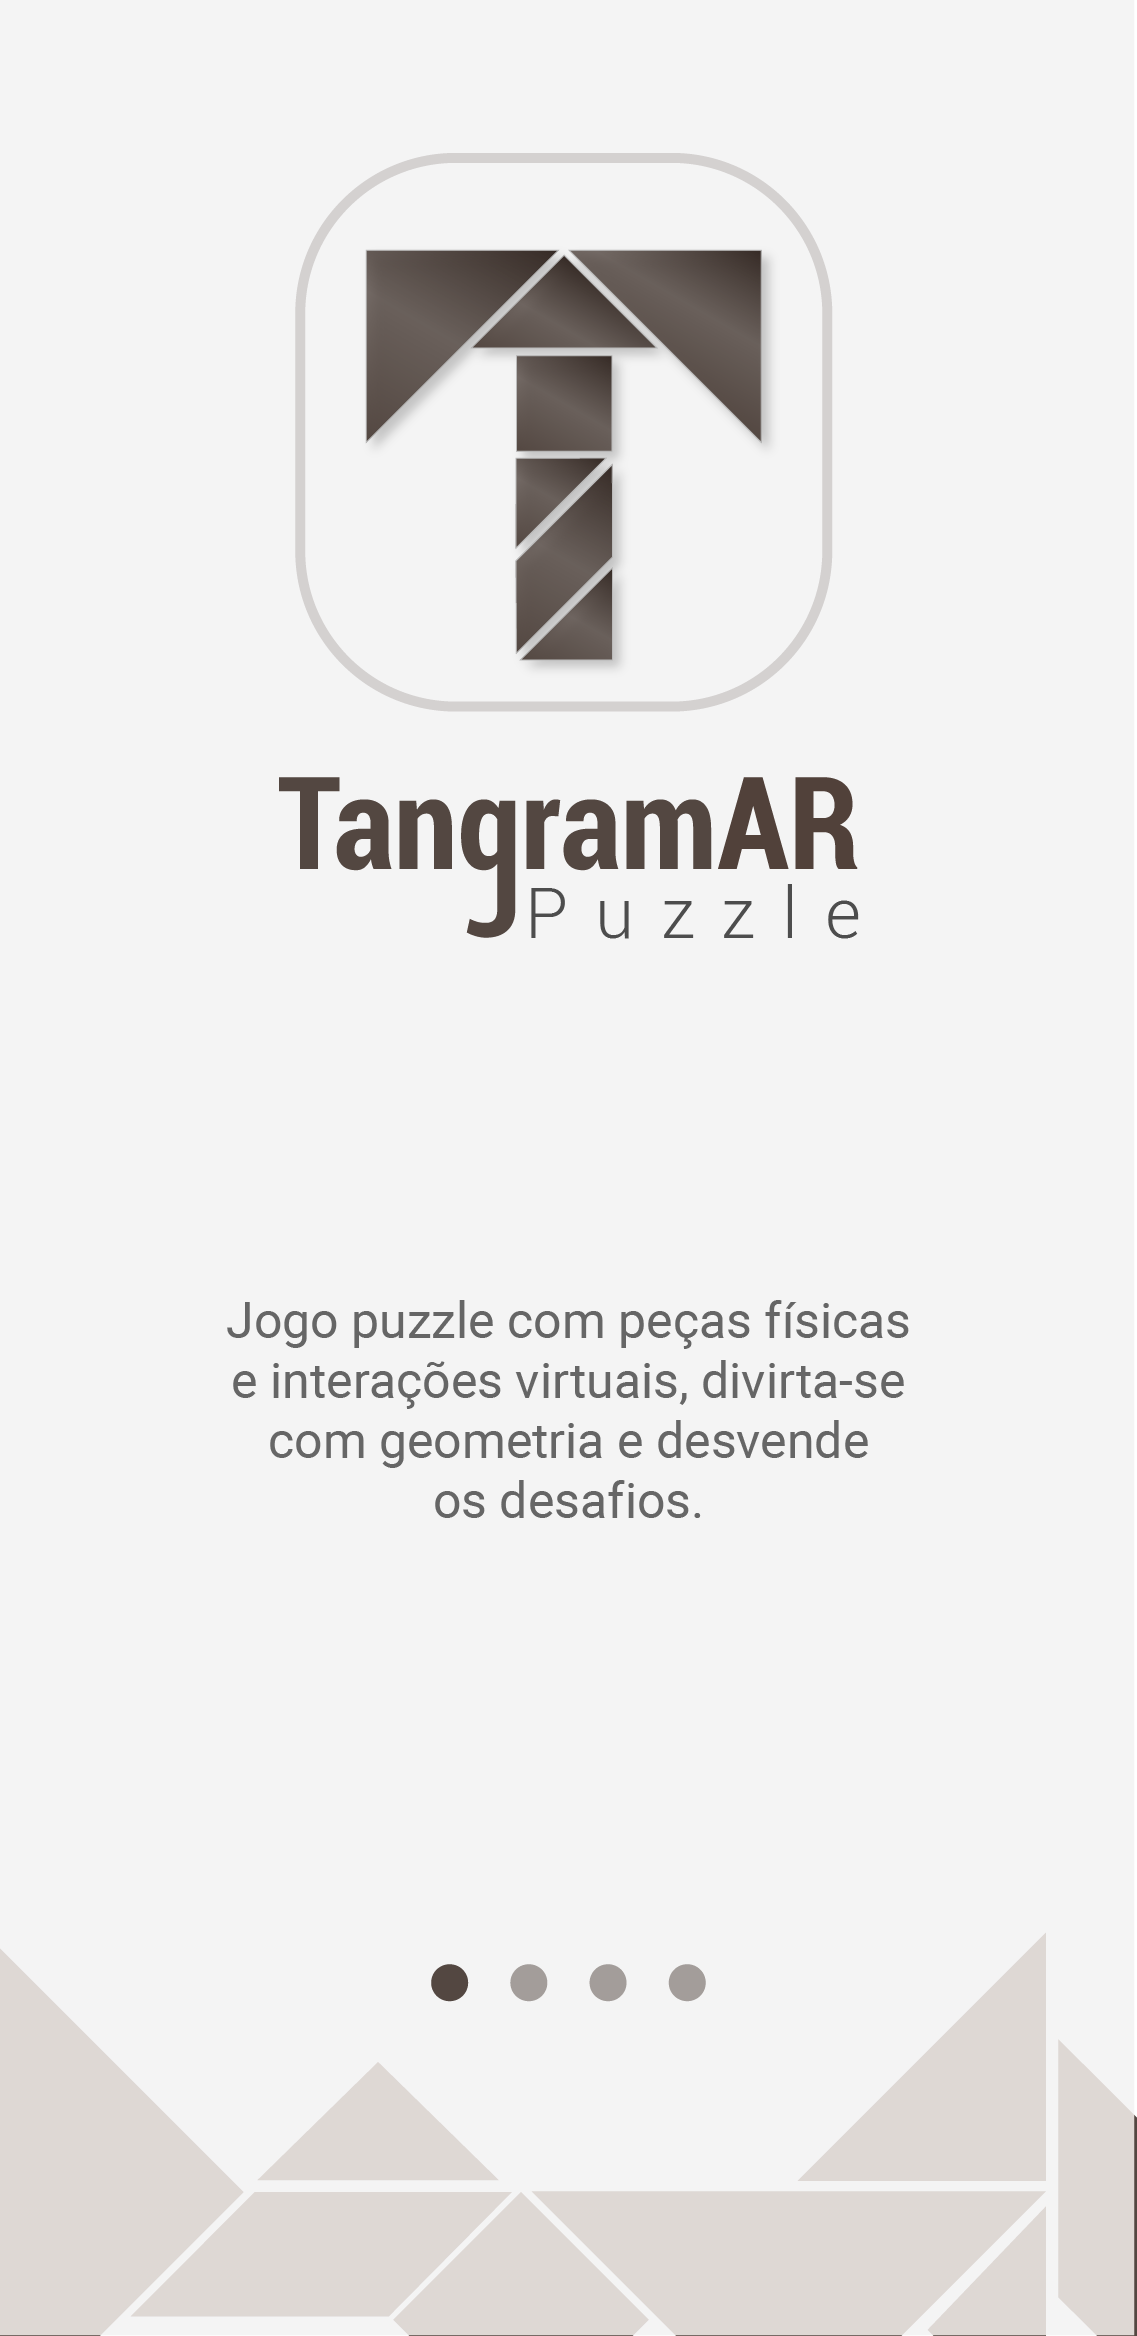 TangramAR
Puzzle
Jogo puzzle com peças físicas
e interações virtuais, divirta-se
com geometria e desvende
os desafios.